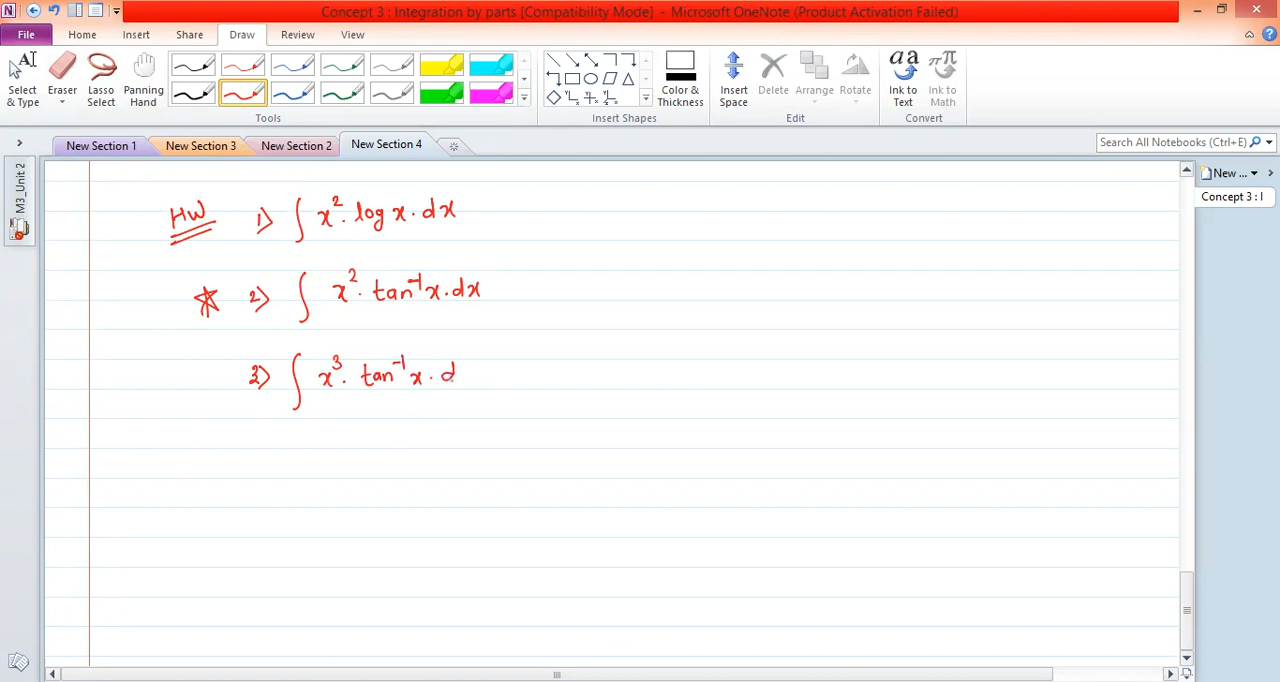 Concept 3 : Integration by parts [Compatibility Mode] - Microsoft OneNote (Product Activation Failed)
File Home Insert Share Draw Review View
Select & Type Eraser Lasso Select Panning Hand Color & Thickness Insert Space Delete Arrange Rotate Ink to Text Ink to Math
Tools Insert Shapes Edit Convert
New Section 1 New Section 3 New Section 2 New Section 4 Search All Notebooks (Ctrl+E) New ...
M3_Unit 2
Concept 3 : I
HW 1) ∫ x². log x. dx
2) ∫ x². tan⁻¹x. dx
3) ∫ x³. tan⁻¹x. d